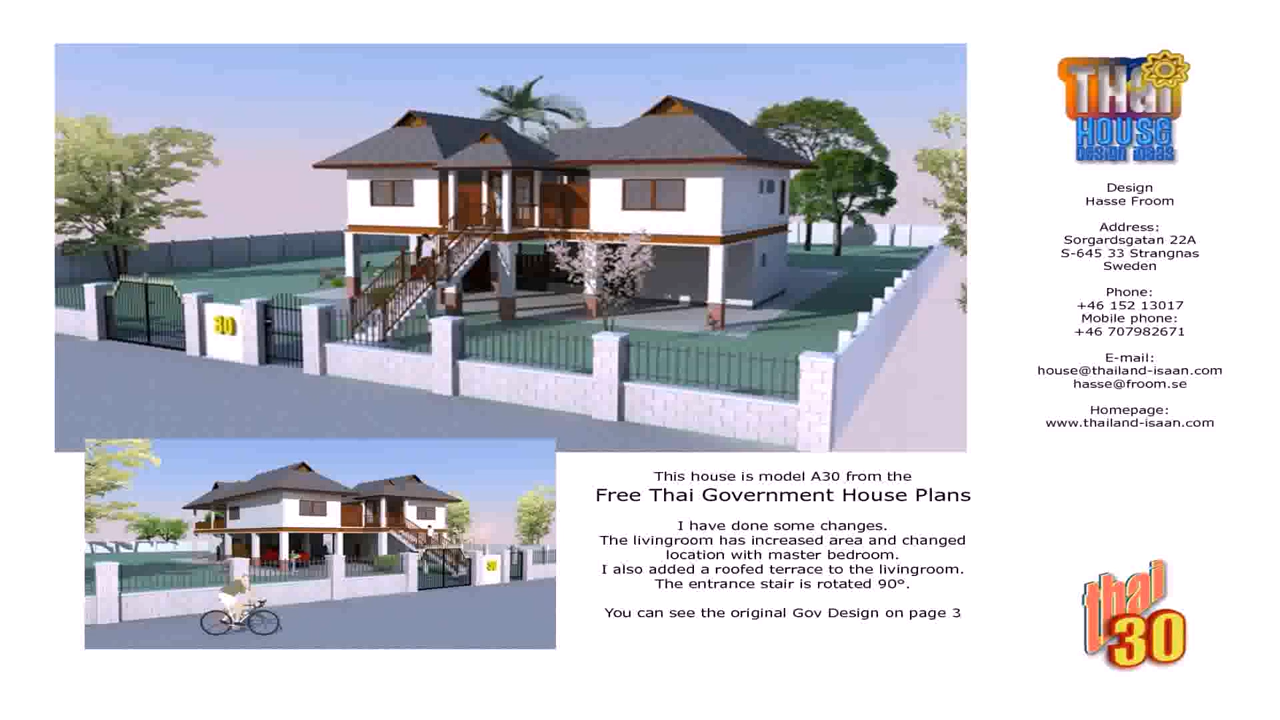 THai
HOUSE
Design ideas
Design
Hasse Froom
Address:
Sorgardsgatan 22A
S-645 33 Strangnas
Sweden
Phone:
+46 152 13017
Mobile phone:
+46 707982671
E-mail:
house@thailand-isaan.com
hasse@froom.se
Homepage:
www.thailand-isaan.com
30
This house is model A30 from the
Free Thai Government House Plans
I have done some changes.
The livingroom has increased area and changed
location with master bedroom.
I also added a roofed terrace to the livingroom.
The entrance stair is rotated 90°.
You can see the original Gov Design on page 3
30
thai
30